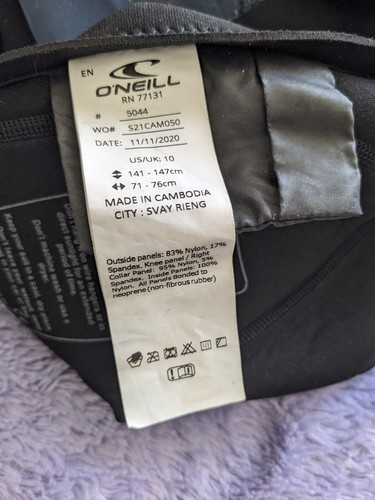 EN
O'NEILL
RN 77131
# 5044
WO# S21CAM050
DATE: 11/11/2020
US/UK: 10
141 - 147cm
71 - 76cm
MADE IN CAMBODIA
CITY : SVAY RIENG
Outside panels: 83% Nylon, 17%
Spandex. Knee panel / Right
Collar Panel: 95% Nylon, 5%
Spandex. Inside Panels: 100%
Nylon. All Panels Bonded to
neoprene (non-fibrous rubber)